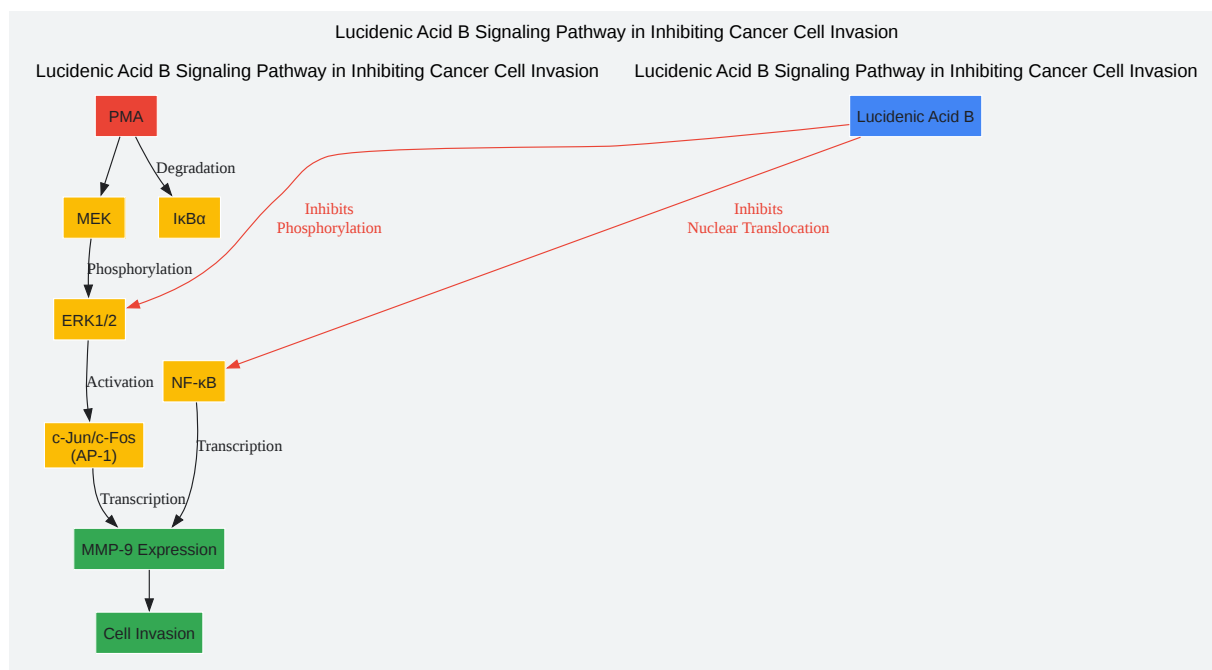 Lucidenic Acid B Signaling Pathway in Inhibiting Cancer Cell Invasion
Lucidenic Acid B Signaling Pathway in Inhibiting Cancer Cell Invasion
Lucidenic Acid B Signaling Pathway in Inhibiting Cancer Cell Invasion
PMA
Lucidenic Acid B
Degradation
MEK
IκBα
Inhibits
Phosphorylation
Inhibits
Nuclear Translocation
Phosphorylation
ERK1/2
Activation
NF-κB
c-Jun/c-Fos
(AP-1)
Transcription
Transcription
MMP-9 Expression
Cell Invasion